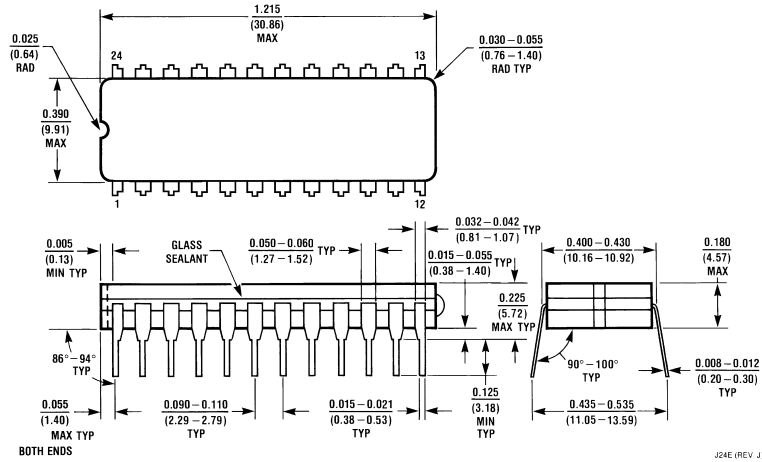 1.215
(30.86)
MAX
0.025
(0.64)
RAD
24
13
0.030–0.055
(0.76–1.40)
RAD TYP
0.390
(9.91)
MAX
1
12
0.005
(0.13)
MIN TYP
GLASS
SEALANT
0.050–0.060
(1.27–1.52)
TYP
0.032–0.042
(0.81–1.07)
TYP
0.015–0.055
(0.38–1.40)
TYP
0.225
(5.72)
MAX TYP
0.400–0.430
(10.16–10.92)
0.180
(4.57)
MAX
86°–94°
TYP
90°–100°
TYP
0.008–0.012
(0.20–0.30)
TYP
0.055
(1.40)
MAX TYP
BOTH ENDS
0.090–0.110
(2.29–2.79)
TYP
0.015–0.021
(0.38–0.53)
TYP
0.125
(3.18)
MIN
TYP
0.435–0.535
(11.05–13.59)
J24E (REV J